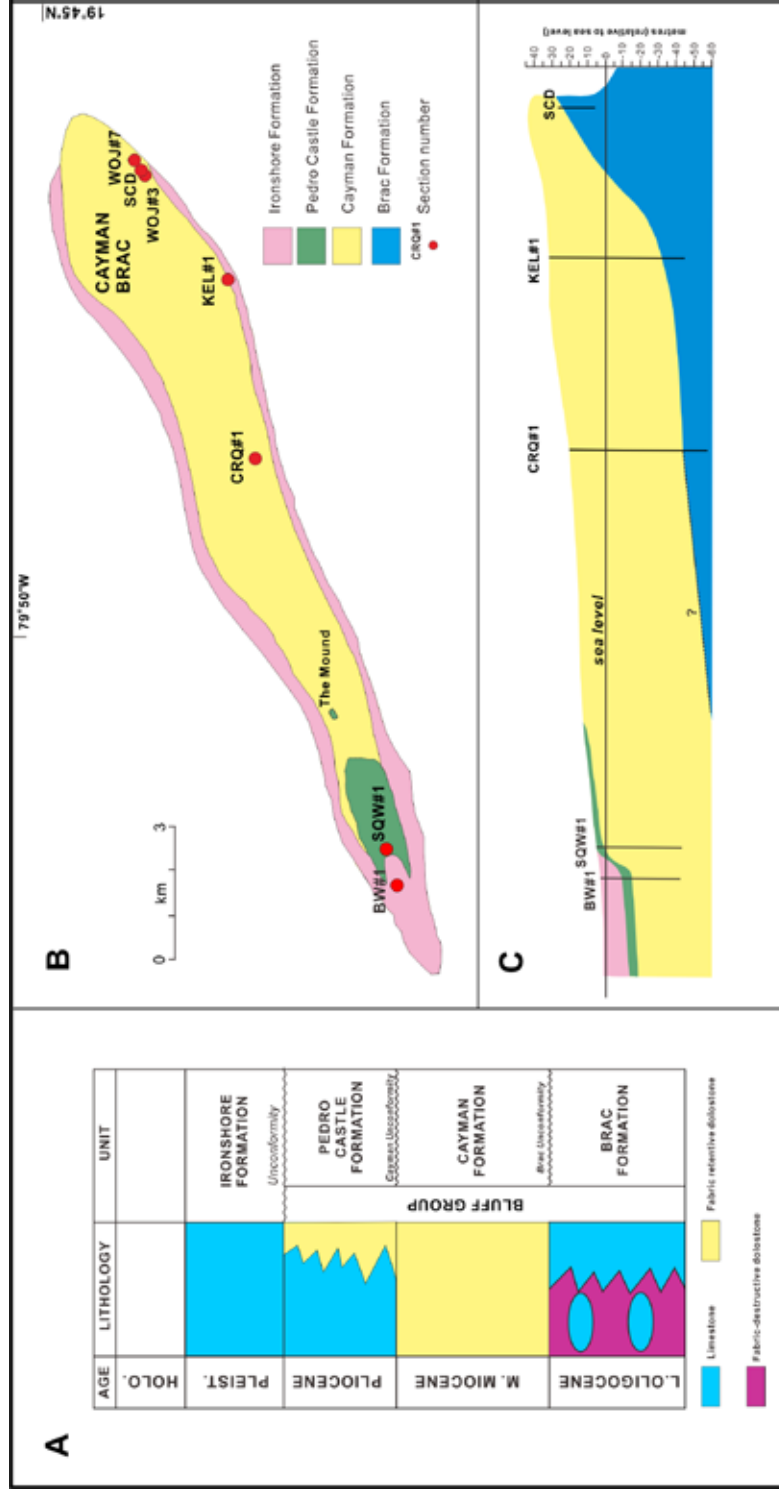 A
AGE
LITHOLOGY
UNIT
HOLO.
PLEIST.
IRONSHORE
FORMATION
Unconformity
PLIOCENE
PEDRO
CASTLE
FORMATION
Cayman Unconformity
M. MIOCENE
CAYMAN
FORMATION
Brac Unconformity
L.OLIGOCENE
BRAC
FORMATION
BLUFF GROUP
Limestone
Fabric retentive dolostone
Fabric-destructive dolostone
B
79°50'W
19°45'N
0
km
3
CAYMAN
BRAC
WOJ#7
SCD
WOJ#3
KEL#1
CRQ#1
The Mound
SQW#1
BW#1
Ironshore Formation
Pedro Castle Formation
Cayman Formation
Brac Formation
CRQ#1
Section number
C
BW#1
SQW#1
CRQ#1
KEL#1
SCD
sea level
?
40
30
20
10
0
-10
-20
-30
-40
-50
-60
metres (relative to sea level)